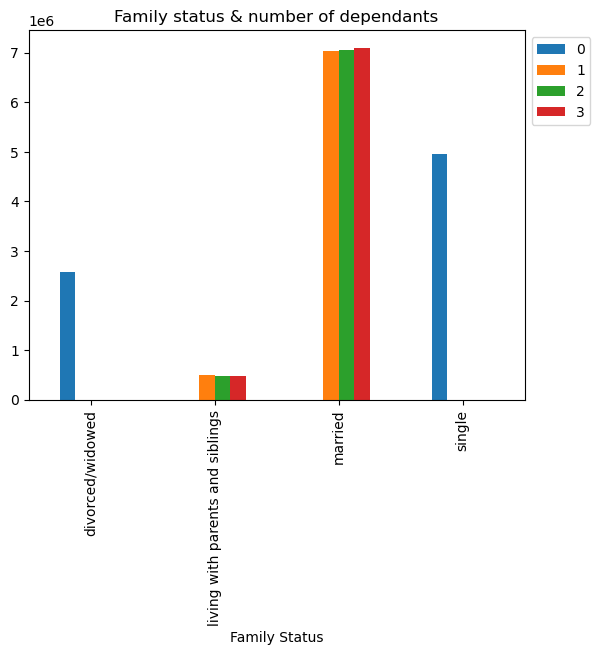 Family status & number of dependants
1e6
7
6
5
4
3
2
1
0
0
1
2
3
divorced/widowed
living with parents and siblings
married
single
Family Status